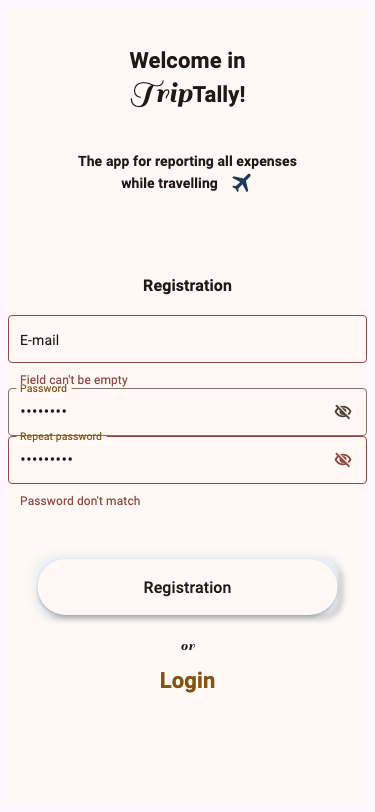 Welcome in
TripTally!
The app for reporting all expenses
while travelling
Registration
E-mail
Field can't be empty
Password
••••••••
Repeat password
•••••••••
Password don't match
Registration
or
Login